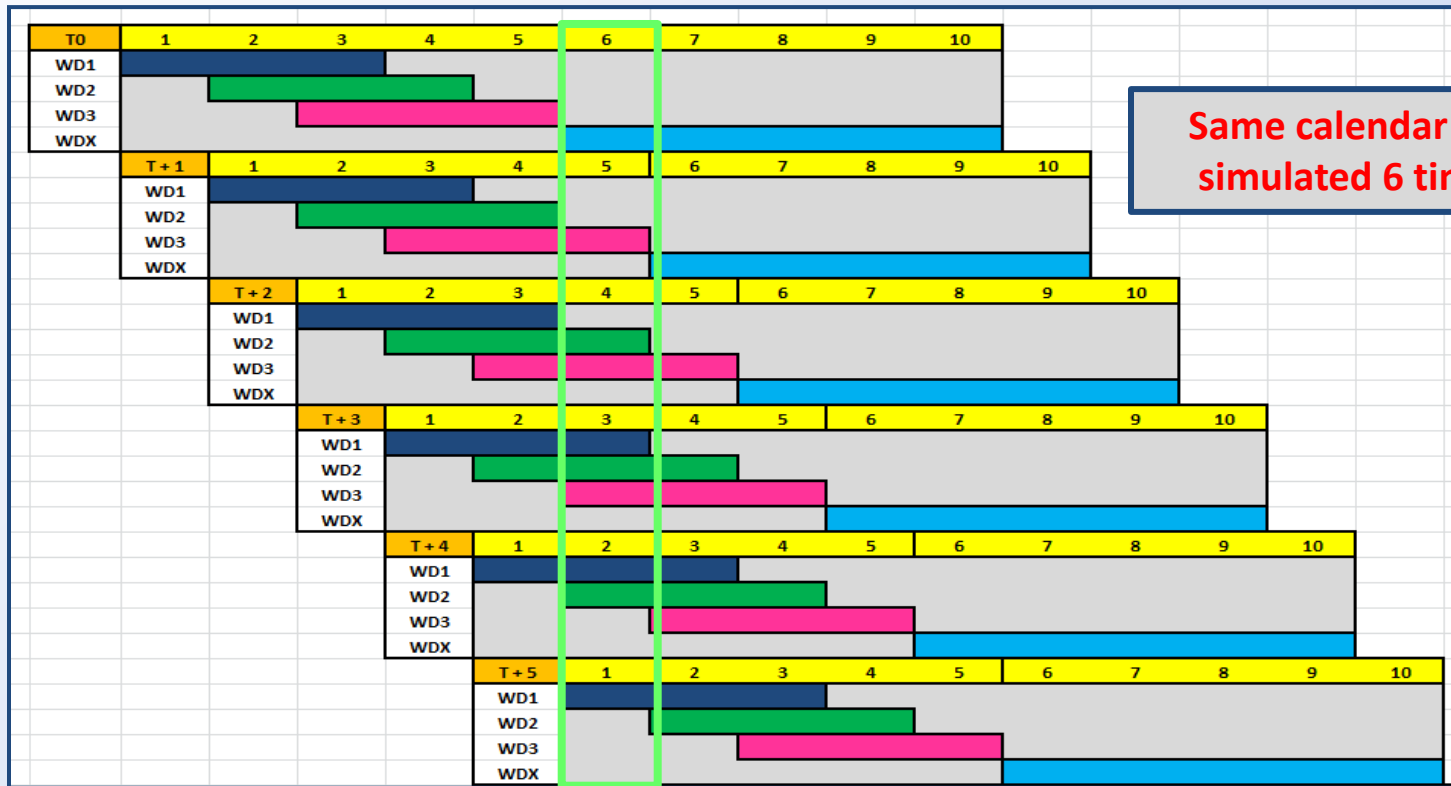 T0 1 2 3 4 5 6 7 8 9 10
WD1
WD2
WD3
WDX
Same calendar
simulated 6
T + 1 1 2 3 4 5 6 7 8 9 10
WD1
WD2
WD3
WDX
T + 2 1 2 3 4 5 6 7 8 9 10
WD1
WD2
WD3
WDX
T + 3 1 2 3 4 5 6 7 8 9 10
WD1
WD2
WD3
WDX
T + 4 1 2 3 4 5 6 7 8 9 10
WD1
WD2
WD3
WDX
T + 5 1 2 3 4 5 6 7 8 9 10
WD1
WD2
WD3
WDX